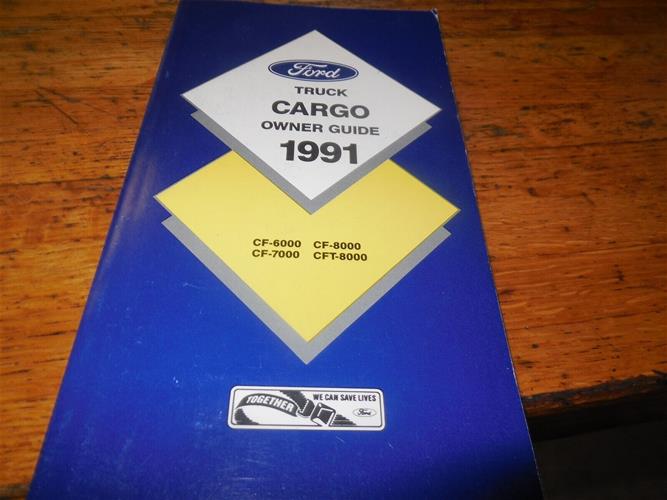 Ford
TRUCK
CARGO
OWNER GUIDE
1991
CF-6000 CF-8000
CF-7000 CFT-8000
TOGETHER WE CAN SAVE LIVES
Ford